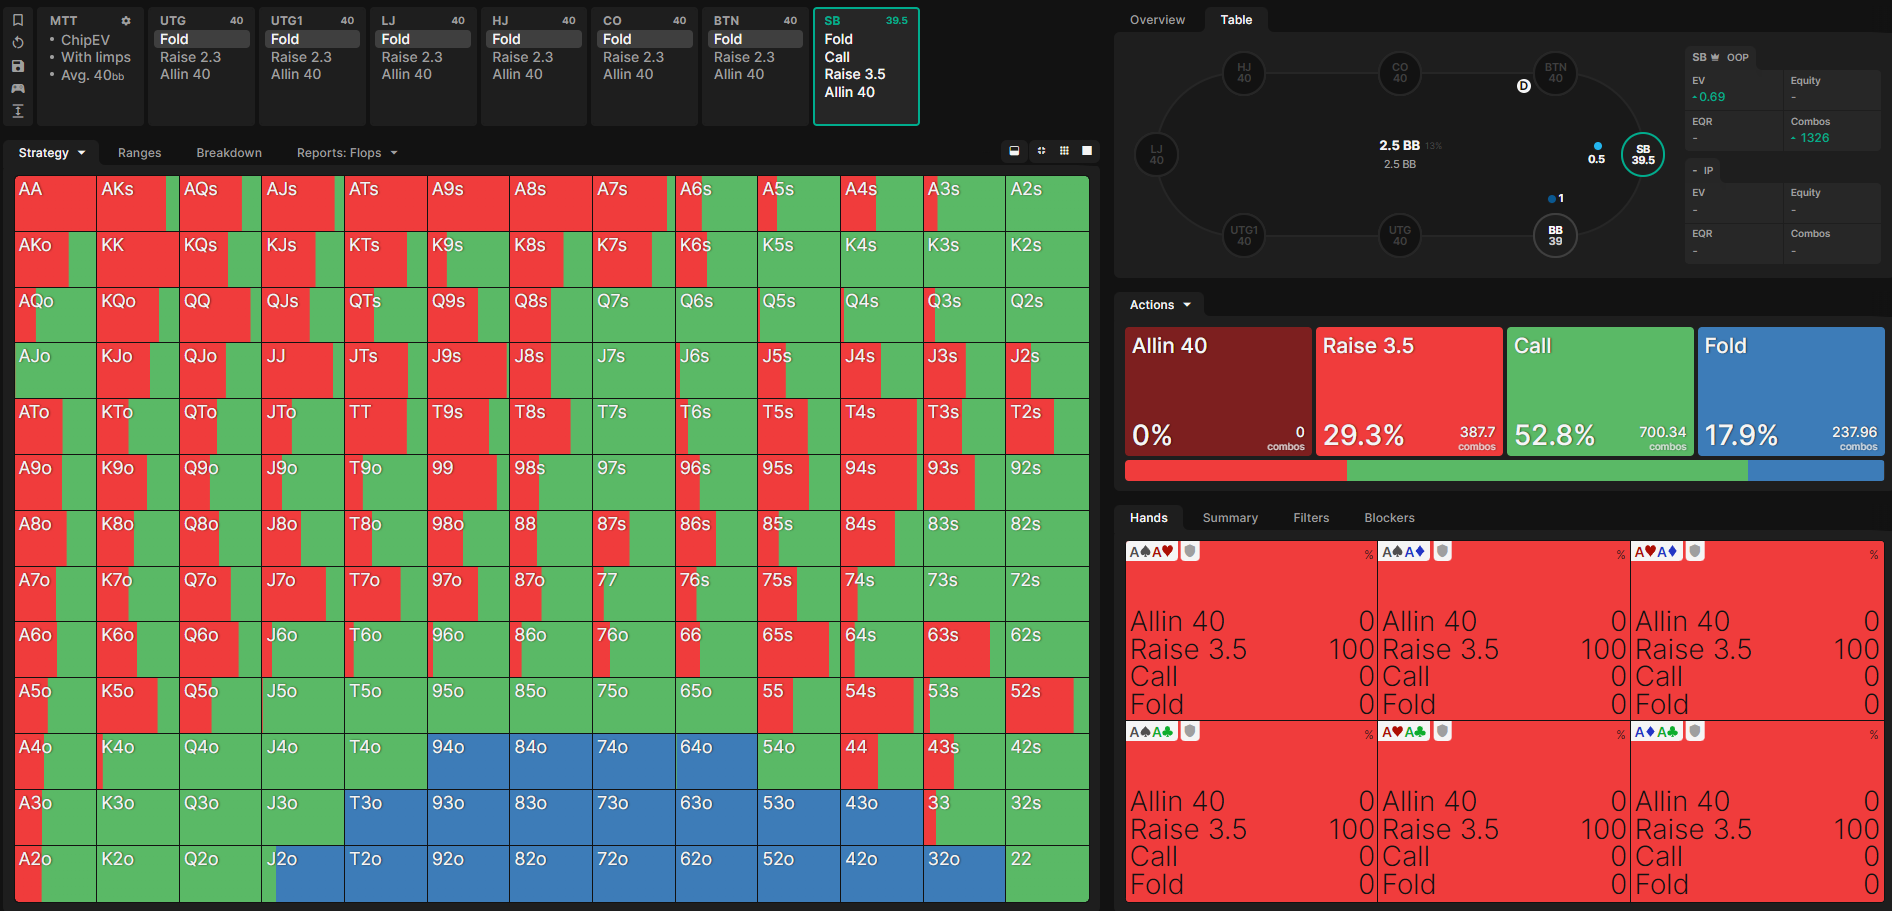 MTT
ChipEV
With limps
Avg. 40bb
UTG 40
Fold
Raise 2.3
Allin 40
UTG1 40
Fold
Raise 2.3
Allin 40
LJ 40
Fold
Raise 2.3
Allin 40
HJ 40
Fold
Raise 2.3
Allin 40
CO 40
Fold
Raise 2.3
Allin 40
BTN 40
Fold
Raise 2.3
Allin 40
SB 39.5
Fold
Call
Raise 3.5
Allin 40
Strategy Ranges Breakdown Reports: Flops
AA AKs AQs AJs ATs A9s A8s A7s A6s A5s A4s A3s A2s
AKo KK KQs KJs KTs K9s K8s K7s K6s K5s K4s K3s K2s
AQo KQo QQ QJs QTs Q9s Q8s Q7s Q6s Q5s Q4s Q3s Q2s
AJo KJo QJo JJ JTs J9s J8s J7s J6s J5s J4s J3s J2s
ATo KTo QTo JTo TT T9s T8s T7s T6s T5s T4s T3s T2s
A9o K9o Q9o J9o T9o 99 98s 97s 96s 95s 94s 93s 92s
A8o K8o Q8o J8o T8o 98o 88 87s 86s 85s 84s 83s 82s
A7o K7o Q7o J7o T7o 97o 87o 77 76s 75s 74s 73s 72s
A6o K6o Q6o J6o T6o 96o 86o 76o 66 65s 64s 63s 62s
A5o K5o Q5o J5o T5o 95o 85o 75o 65o 55 54s 53s 52s
A4o K4o Q4o J4o T4o 94o 84o 74o 64o 54o 44 43s 42s
A3o K3o Q3o J3o T3o 93o 83o 73o 63o 53o 43o 33 32s
A2o K2o Q2o J2o T2o 92o 82o 72o 62o 52o 42o 32o 22
Overview Table
HJ
40
CO
40
BTN
40
D
LJ
40
2.5 BB 13%
2.5 BB
0.5
SB
39.5
1
UTG1
40
UTG
40
BB
39
SB OOP
EV Equity
0.69 -
EQR Combos
- 1326
- IP
EV Equity
- -
EQR Combos
- -
Actions
Allin 40
0%
0
combos
Raise 3.5
29.3%
387.7
combos
Call
52.8%
700.34
combos
Fold
17.9%
237.96
combos
Hands Summary Filters Blockers
A♠A♥ %
Allin 40 0
Raise 3.5 100
Call 0
Fold 0
A♠A♦ %
Allin 40 0
Raise 3.5 100
Call 0
Fold 0
A♥A♦ %
Allin 40 0
Raise 3.5 100
Call 0
Fold 0
A♠A♣ %
Allin 40 0
Raise 3.5 100
Call 0
Fold 0
A♥A♣ %
Allin 40 0
Raise 3.5 100
Call 0
Fold 0
A♦A♣ %
Allin 40 0
Raise 3.5 100
Call 0
Fold 0